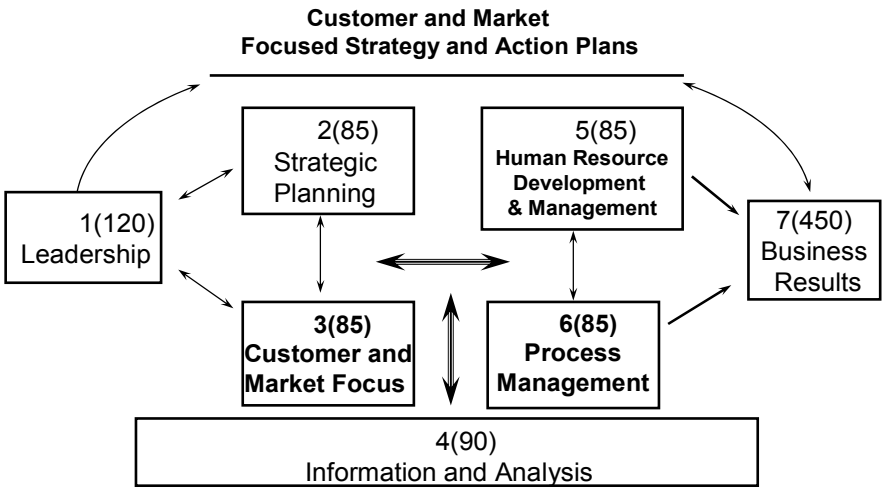 Customer and Market
Focused Strategy and Action Plans
2(85)
Strategic
Planning
5(85)
Human Resource
Development
& Management
1(120)
Leadership
7(450)
Business
Results
3(85)
Customer and
Market Focus
6(85)
Process
Management
4(90)
Information and Analysis